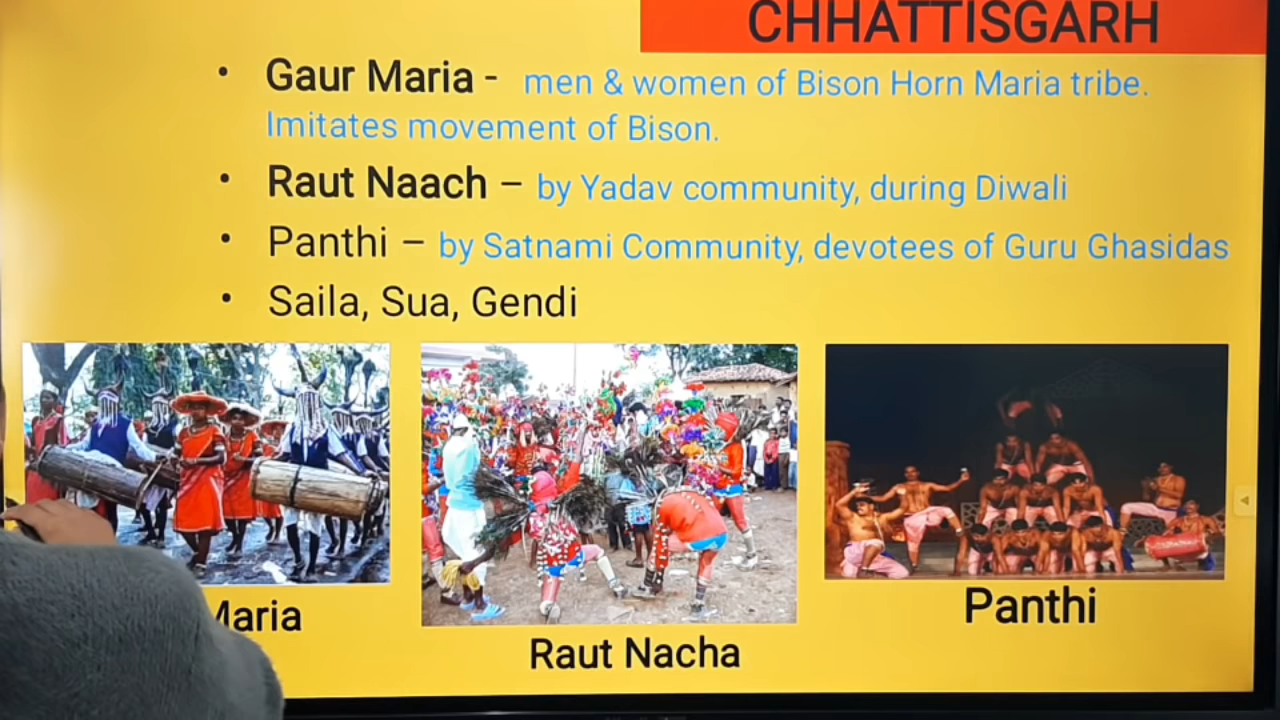 CHHATTISGARH
• Gaur Maria - men & women of Bison Horn Maria tribe.
Imitates movement of Bison.
• Raut Naach – by Yadav community, during Diwali
• Panthi – by Satnami Community, devotees of Guru Ghasidas
• Saila, Sua, Gendi
Maria
Raut Nacha
Panthi